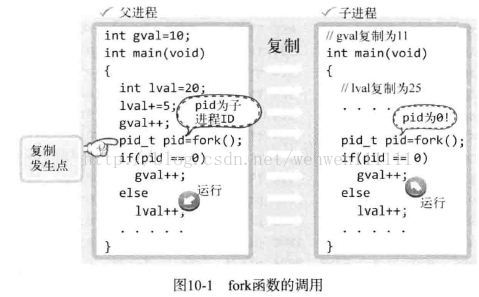 父进程
int gval=10;
int main(void)
{
int lval=20;
lval+=5;
gval++;
pid为子
进程ID
pid_t pid=fork();
if(pid == 0)
gval++;
else
lval++;
. . . . .
}
运行
复制
发生点
复制
子进程
// gval复制为11
int main(void)
{
// lval复制为25
. . . . .
pid为0!
pid_t pid=fork();
if(pid == 0)
gval++;
else
lval++;
. . . . .
}
运行
图10-1 fork函数的调用